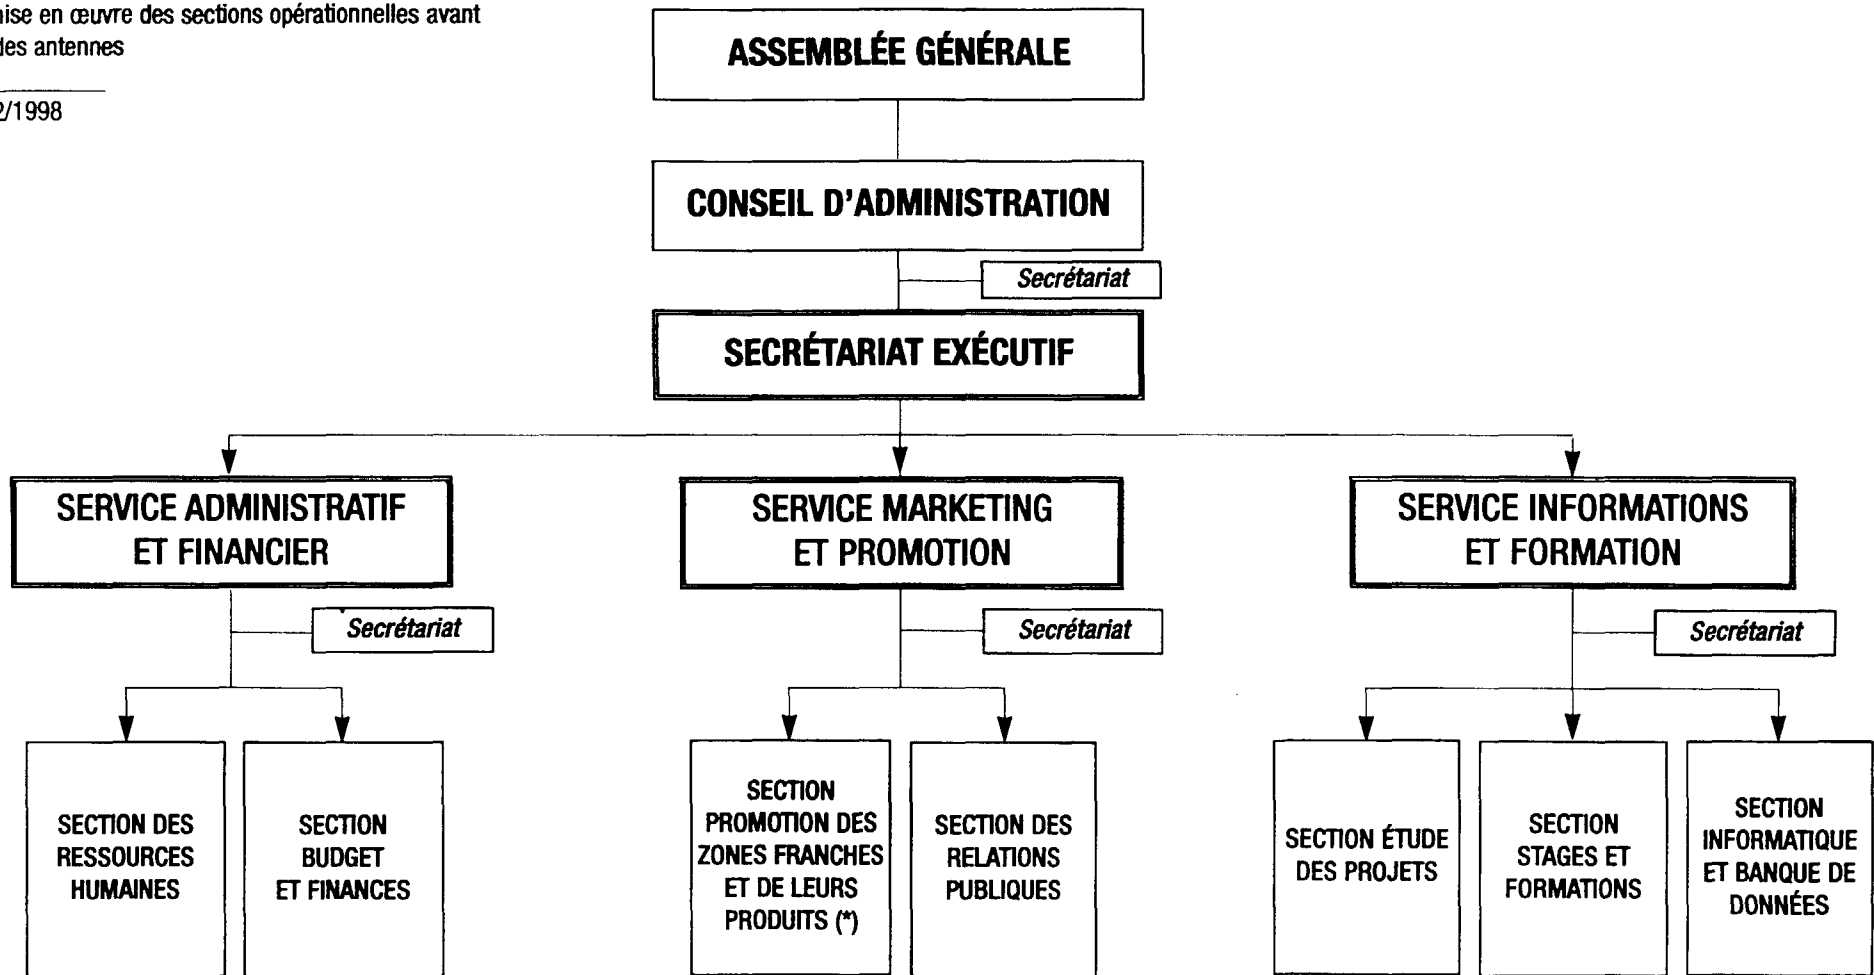 mise en œuvre des sections opérationnelles avant
des antennes
2/1998
ASSEMBLÉE GÉNÉRALE
CONSEIL D'ADMINISTRATION
Secrétariat
SECRÉTARIAT EXÉCUTIF
SERVICE ADMINISTRATIF
ET FINANCIER
SERVICE MARKETING
ET PROMOTION
SERVICE INFORMATIONS
ET FORMATION
Secrétariat
Secrétariat
Secrétariat
SECTION DES
RESSOURCES
HUMAINES
SECTION
BUDGET
ET FINANCES
SECTION
PROMOTION DES
ZONES FRANCHES
ET DE LEURS
PRODUITS (*)
SECTION DES
RELATIONS
PUBLIQUES
SECTION ÉTUDE
DES PROJETS
SECTION
STAGES ET
FORMATIONS
SECTION
INFORMATIQUE
ET BANQUE DE
DONNÉES